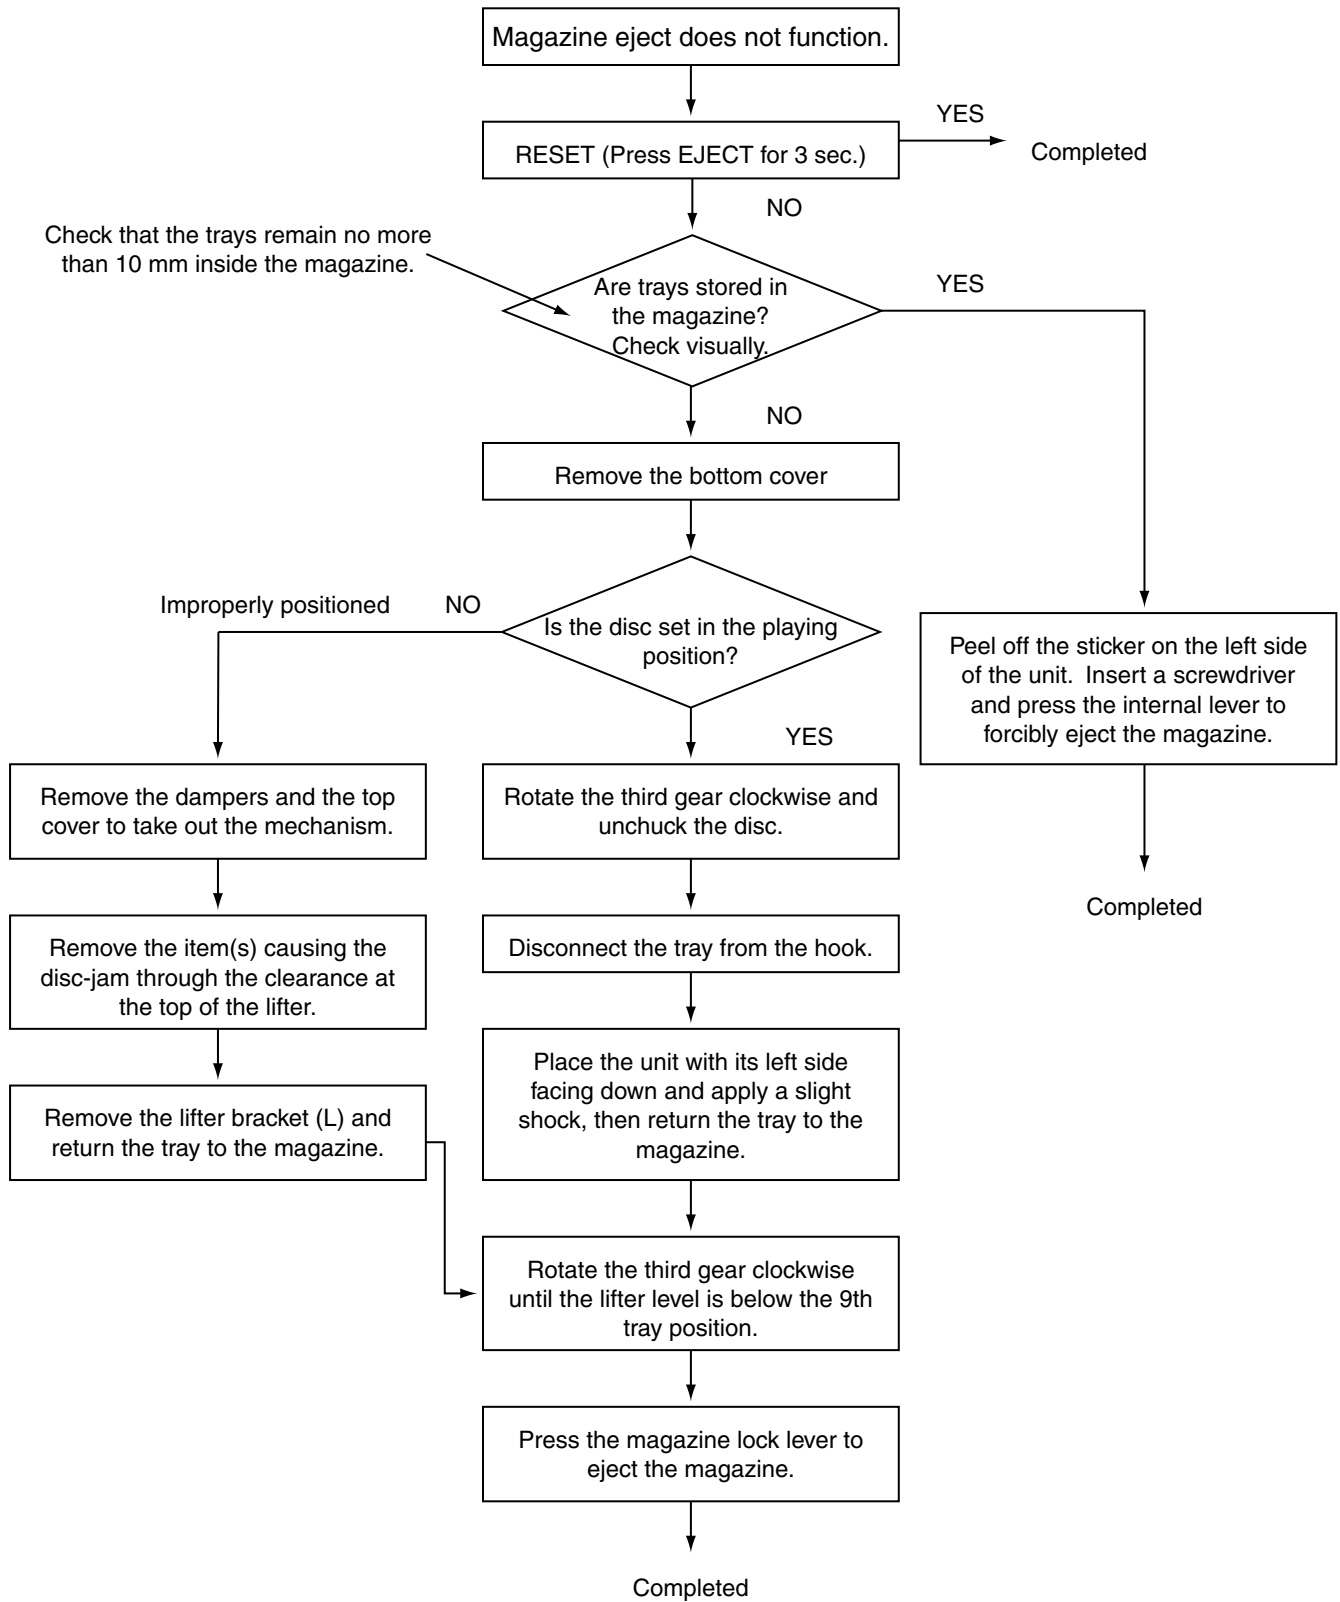 Magazine eject does not function.
RESET (Press EJECT for 3 sec.)
YES
Completed
NO
Check that the trays remain no more
than 10 mm inside the magazine.
Are trays stored in
the magazine?
Check visually.
YES
NO
Remove the bottom cover
Improperly positioned
NO
Is the disc set in the playing
position?
YES
Peel off the sticker on the left side
of the unit.  Insert a screwdriver
and press the internal lever to
forcibly eject the magazine.
Completed
Remove the dampers and the top
cover to take out the mechanism.
Remove the item(s) causing the
disc-jam through the clearance at
the top of the lifter.
Remove the lifter bracket (L) and
return the tray to the magazine.
Rotate the third gear clockwise and
unchuck the disc.
Disconnect the tray from the hook.
Place the unit with its left side
facing down and apply a slight
shock, then return the tray to the
magazine.
Rotate the third gear clockwise
until the lifter level is below the 9th
tray position.
Press the magazine lock lever to
eject the magazine.
Completed